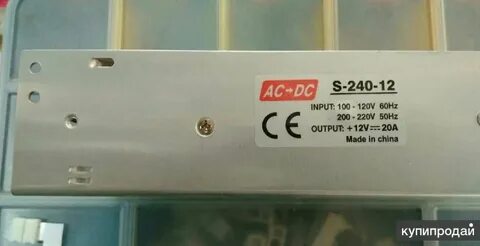 AC→DC S-240-12
INPUT: 100 - 120V 60Hz
200 - 220V 50Hz
CE
OUTPUT: +12V⎓20A
Made in china
купипродай